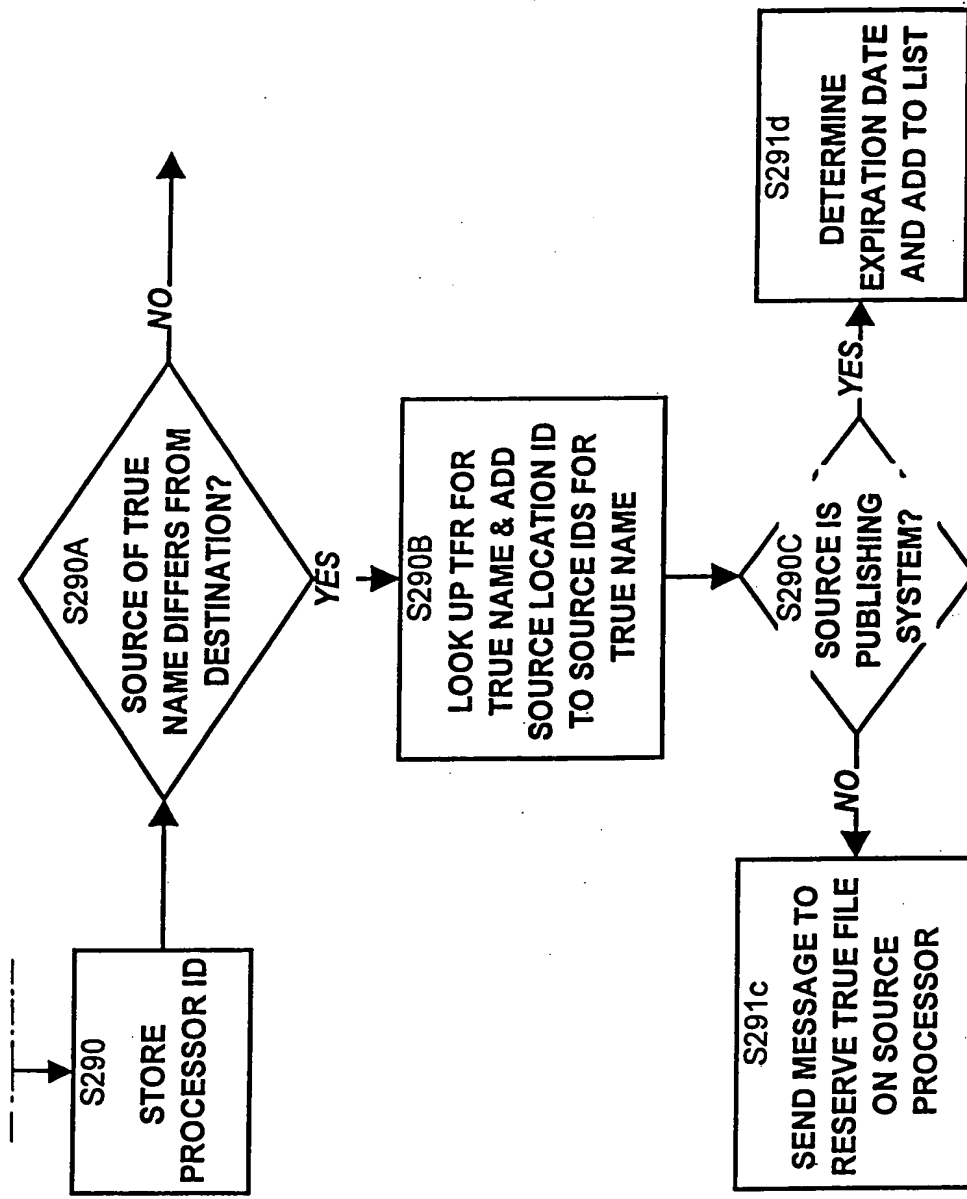 S290
STORE
PROCESSOR ID
S290A
SOURCE OF TRUE
NAME DIFFERS FROM
DESTINATION?
NO
YES
S290B
LOOK UP TFR FOR
TRUE NAME & ADD
SOURCE LOCATION ID
TO SOURCE IDS FOR
TRUE NAME
S290C
SOURCE IS
PUBLISHING
SYSTEM?
NO
YES
S291c
SEND MESSAGE TO
RESERVE TRUE FILE
ON SOURCE
PROCESSOR
S291d
DETERMINE
EXPIRATION DATE
AND ADD TO LIST